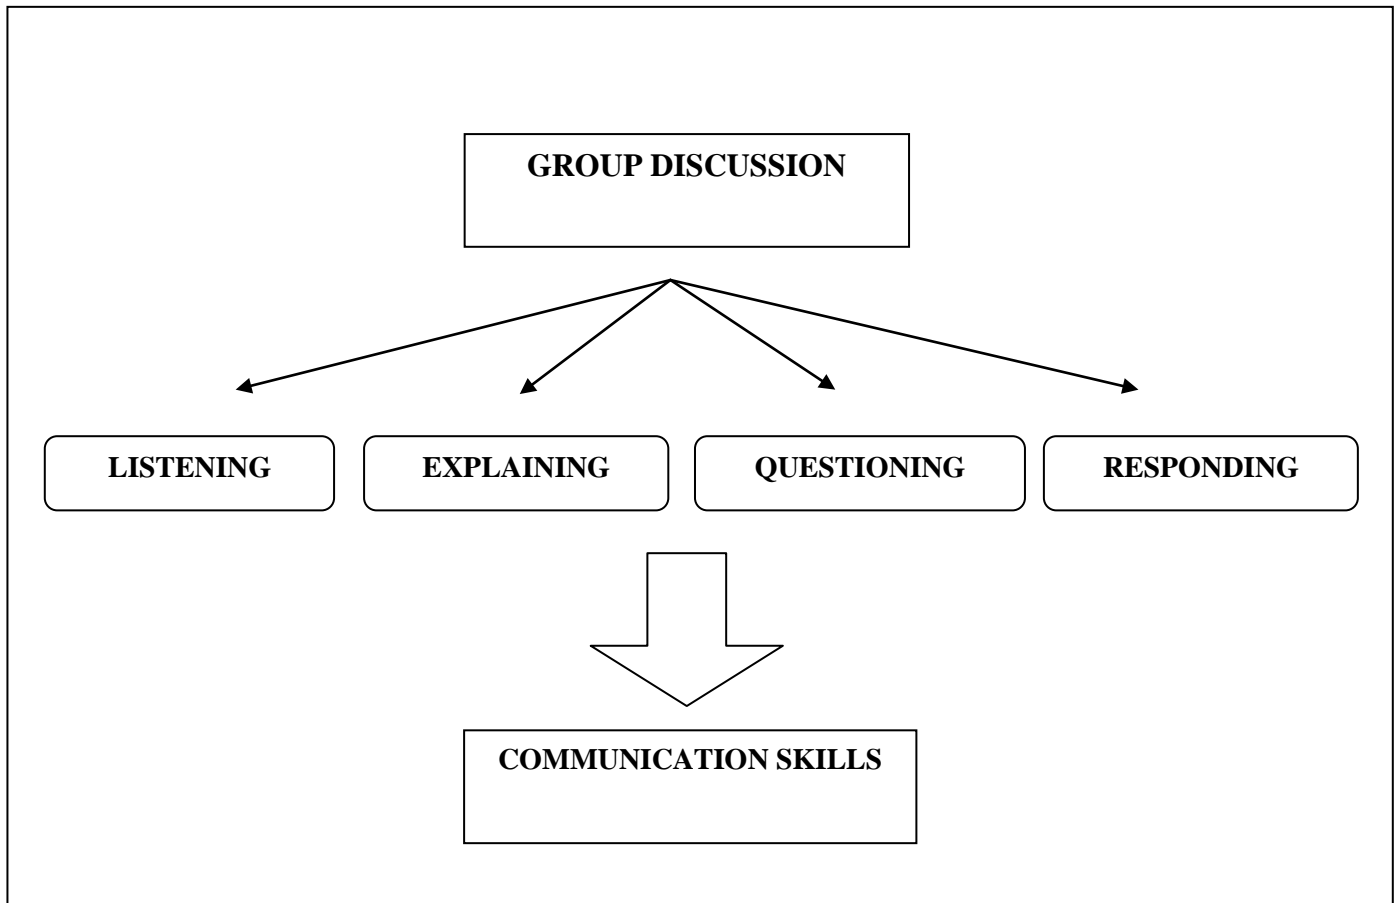 GROUP DISCUSSION
LISTENING
EXPLAINING
QUESTIONING
RESPONDING
COMMUNICATION SKILLS